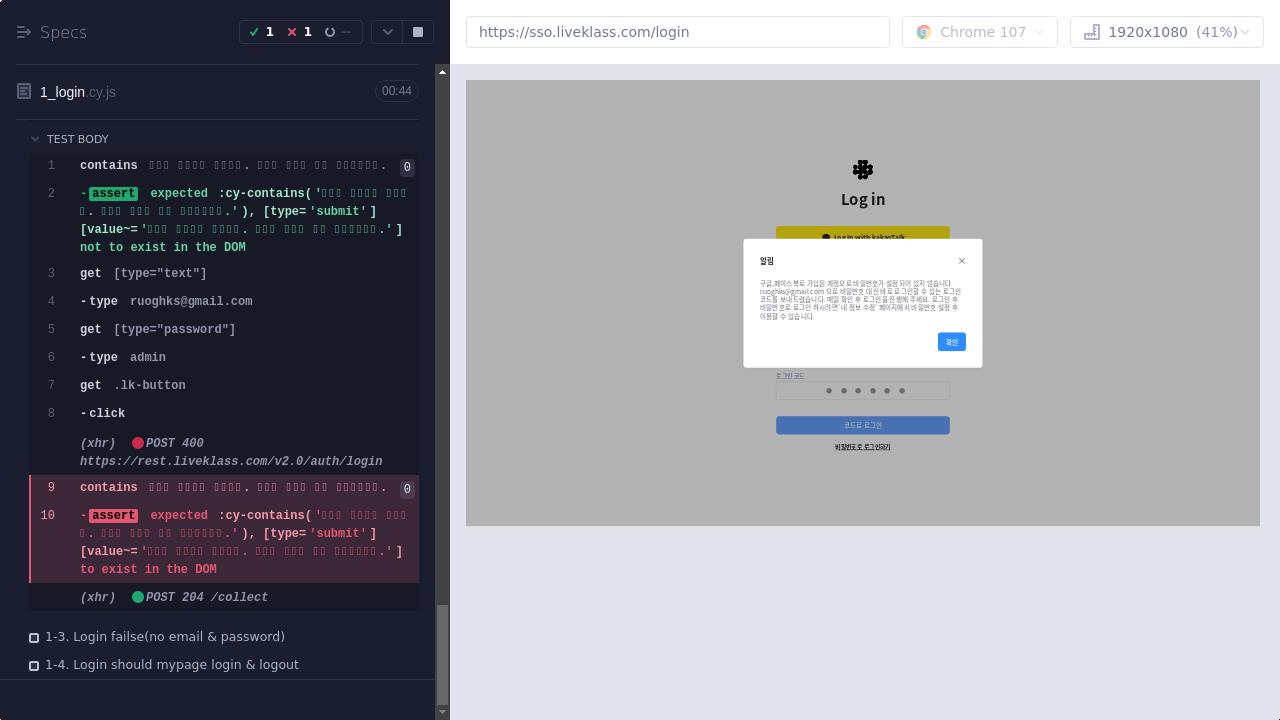 Specs
1
1
--
https://sso.liveklass.com/login
Chrome 107
1920x1080 (41%)
1_login.cy.js
00:44
TEST BODY
1 contains 0
2 -assert expected :cy-contains('
.'), [type='submit']
[value~=' .']
not to exist in the DOM
3 get [type="text"]
4 -type ruoghks@gmail.com
5 get [type="password"]
6 -type admin
7 get .lk-button
8 -click
(xhr) POST 400
https://rest.liveklass.com/v2.0/auth/login
9 contains 0
10 -assert expected :cy-contains('
.'), [type='submit']
[value~=' .']
to exist in the DOM
(xhr) POST 204 /collect
1-3. Login failse(no email & password)
1-4. Login should mypage login & logout
Log in
Log In with kakaoTalk
알림
구글,페이스북로 가입된 계정으로 비밀번호가 설정되어 있지 않습니다.
ruoghks@gmail.com 으로 비밀번호 대신 바로 로그인할 수 있는 로그인
코드를 보내드렸습니다. 메일 확인 후 로그인을 진행해 주세요. 로그인 후
비밀번호로 로그인 하시려면 '내 정보 수정' 페이지에서 비밀번호 설정 후
이용할 수 있습니다.
확인
로그인 코드
코드로 로그인
비밀번호로 로그인하기